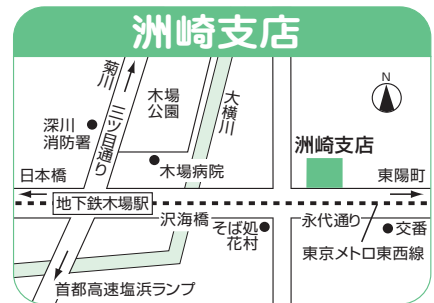 洲崎支店
菊川
三ツ目通り
木場
公園
大横川
N
深川
消防署
木場病院
洲崎支店
日本橋
東陽町
地下鉄木場駅
沢海橋
そば処
花村
永代通り
交番
東京メトロ東西線
首都高速塩浜ランプ